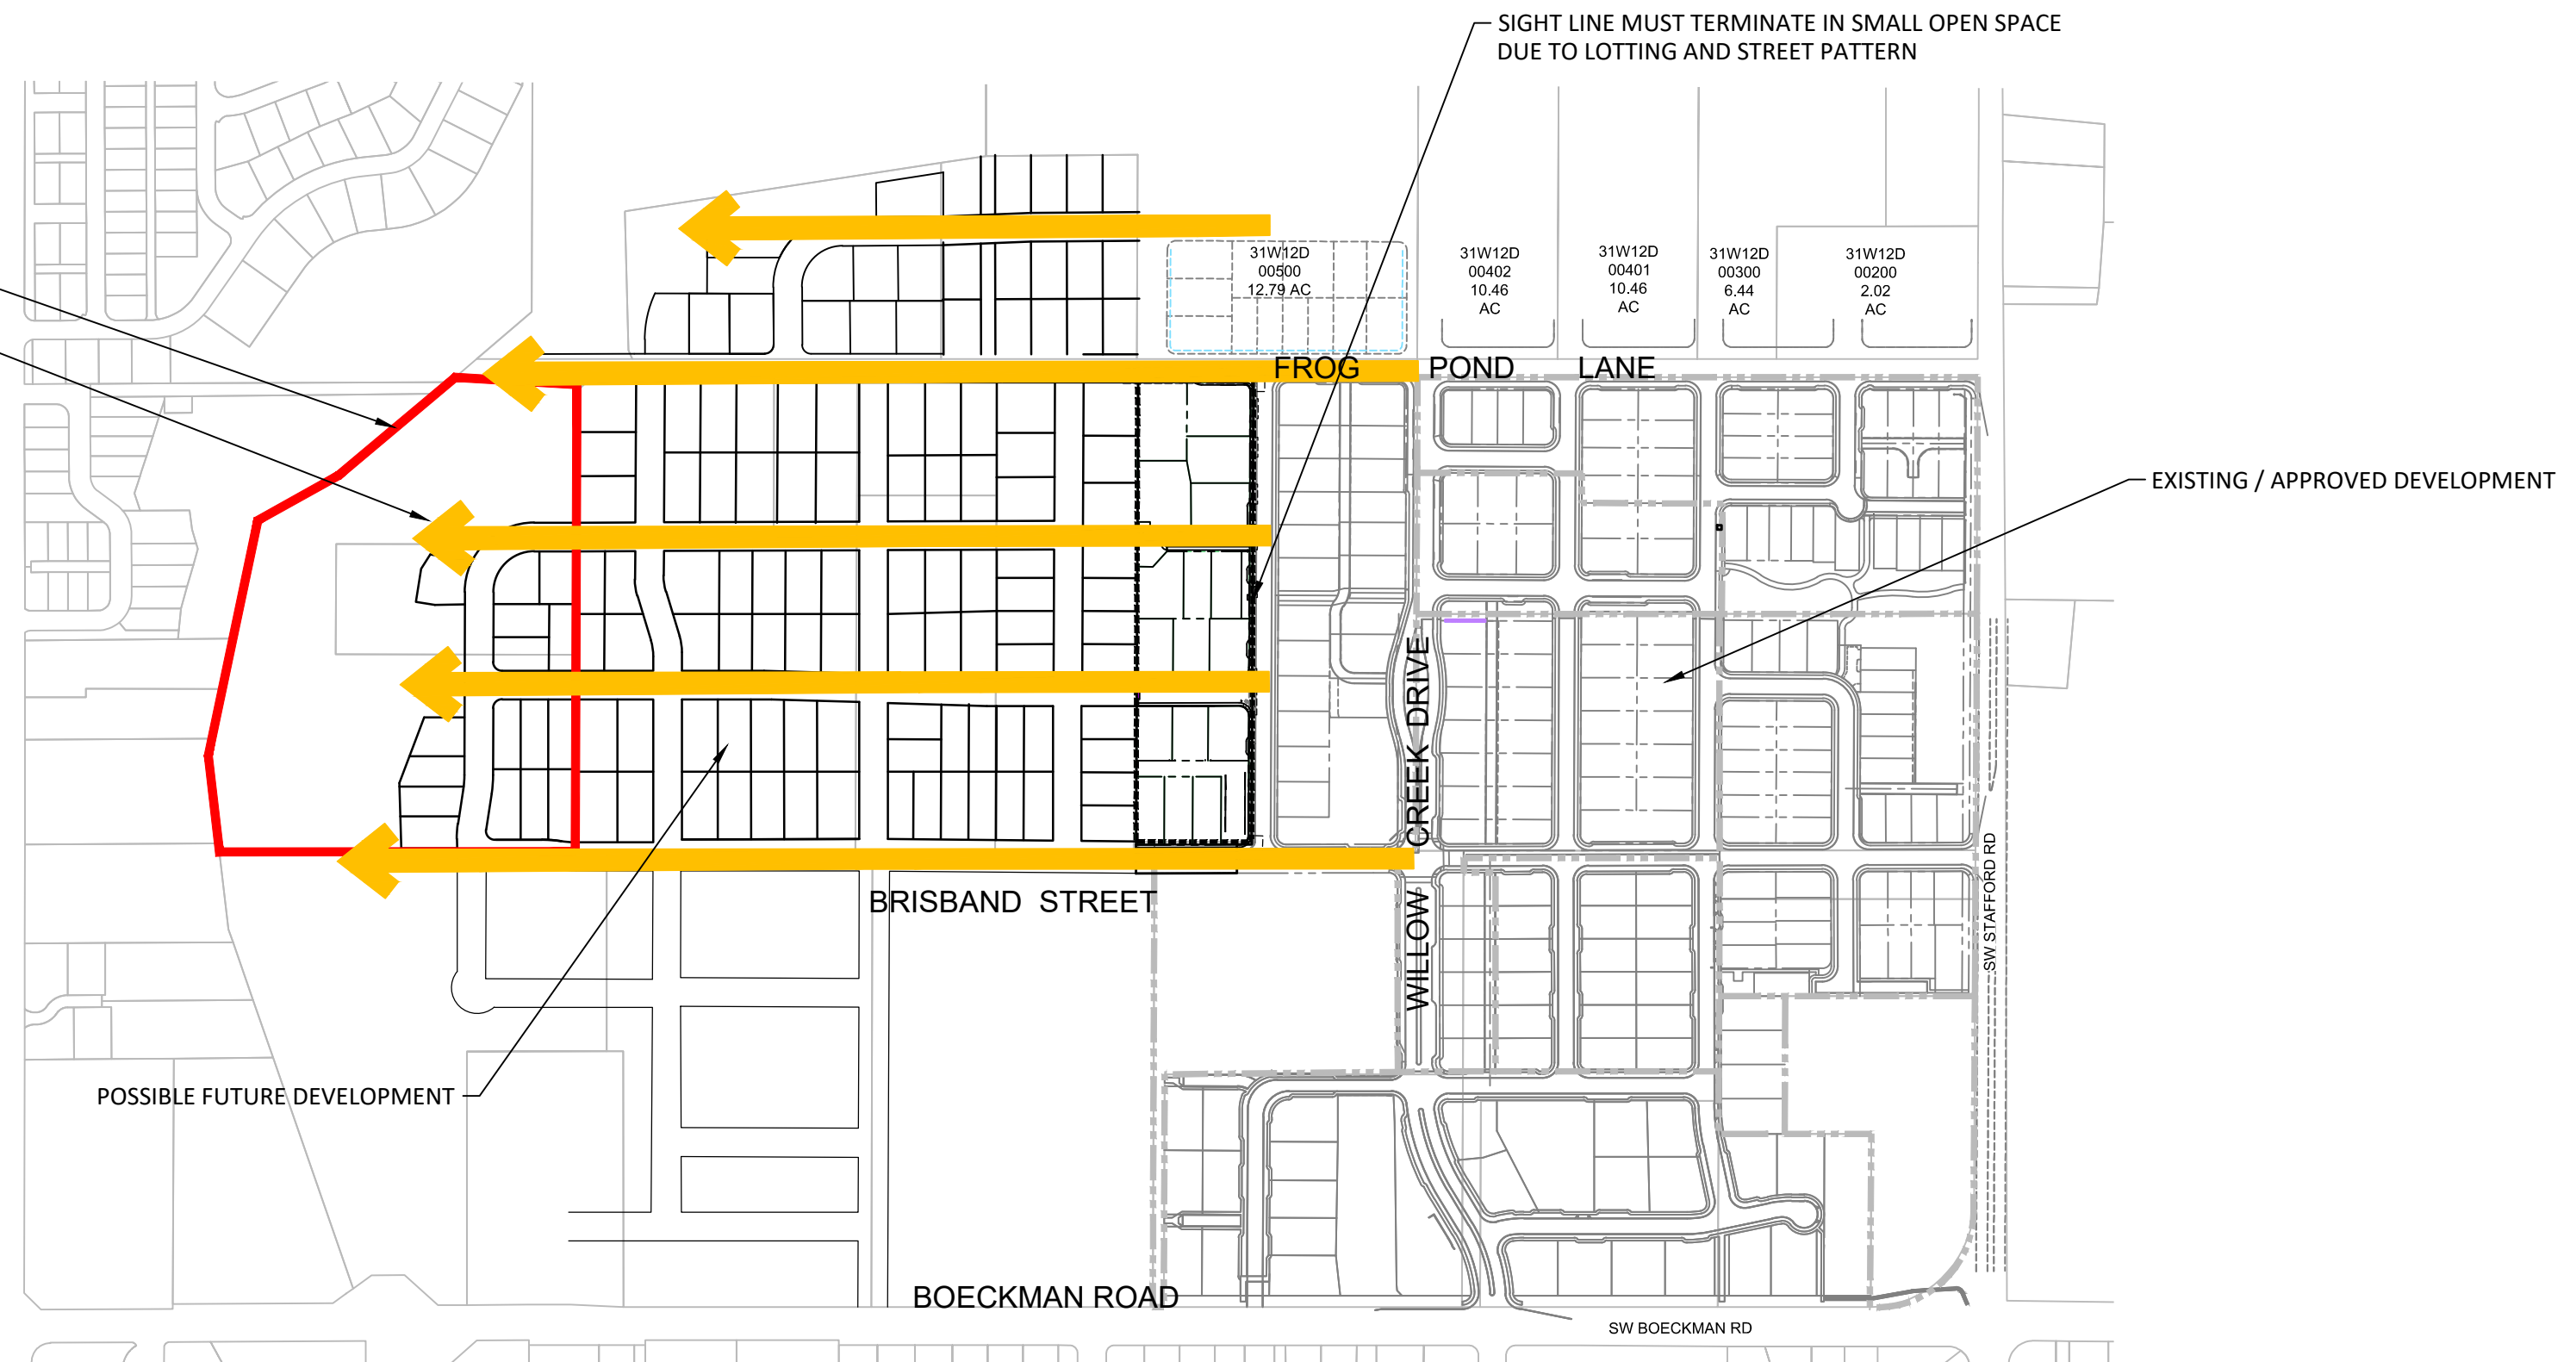 SIGHT LINE MUST TERMINATE IN SMALL OPEN SPACE
DUE TO LOTTING AND STREET PATTERN
31W12D
00500
12.79 AC
31W12D
00402
10.46
AC
31W12D
00401
10.46
AC
31W12D
00300
6.44
AC
31W12D
00200
2.02
AC
FROG POND LANE
EXISTING / APPROVED DEVELOPMENT
WILLOW CREEK DRIVE
SW STAFFORD RD
BRISBAND STREET
POSSIBLE FUTURE DEVELOPMENT
BOECKMAN ROAD
SW BOECKMAN RD